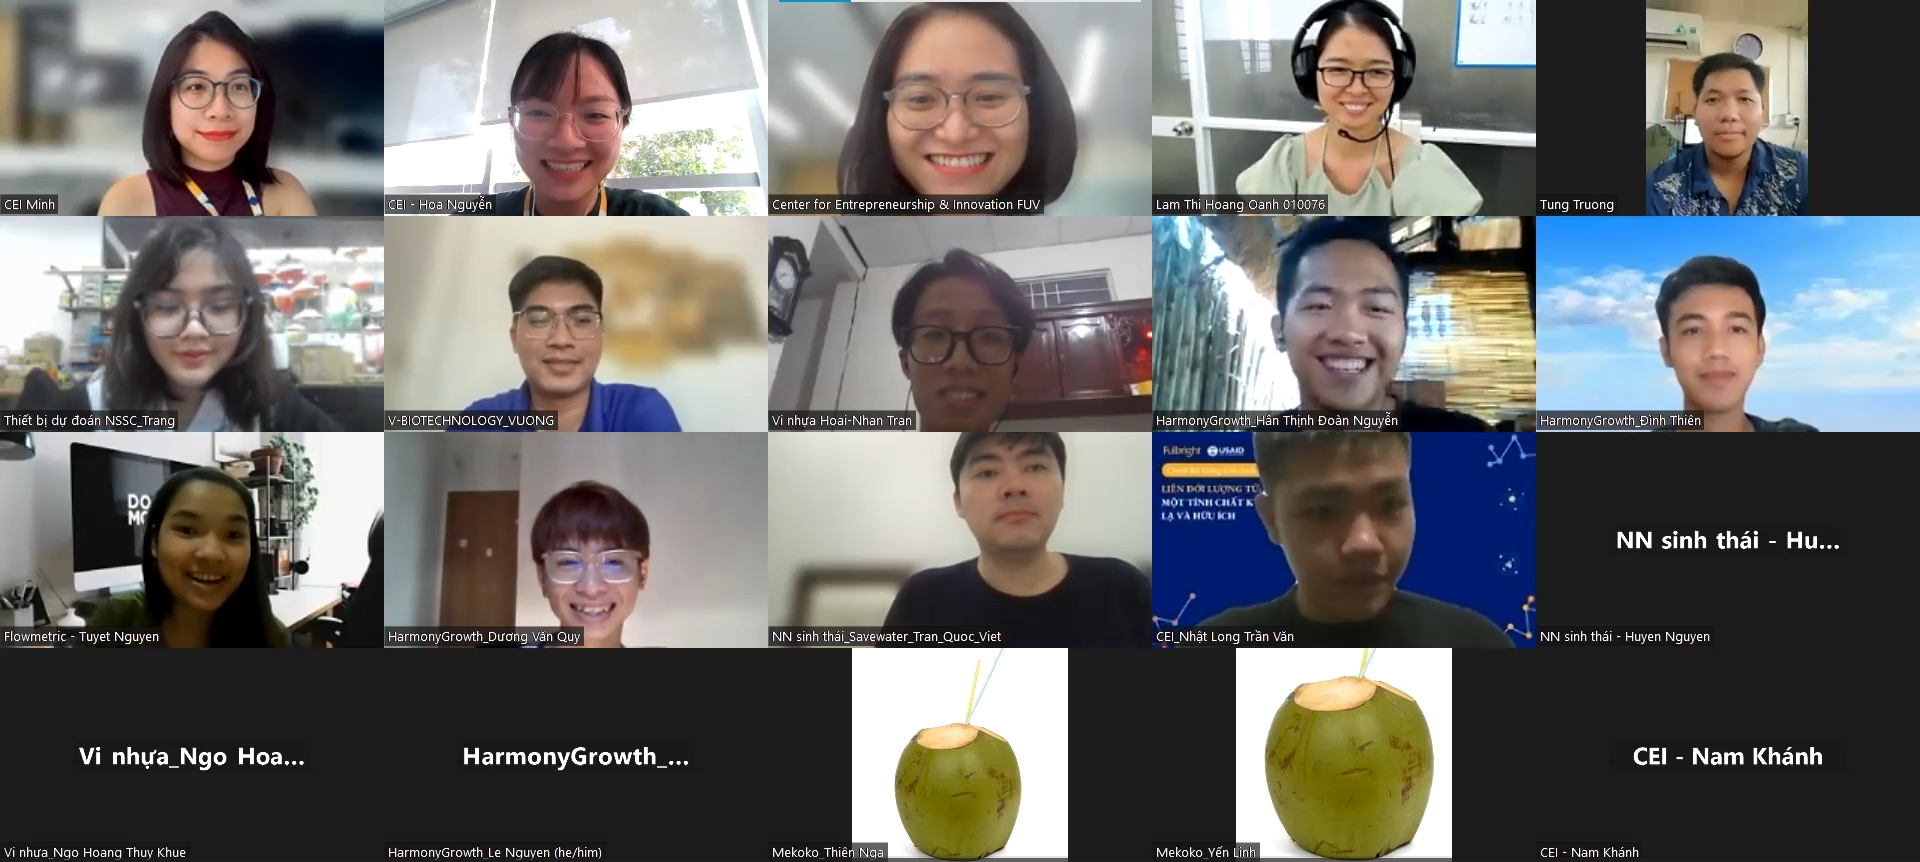 CEI Minh
CEI - Hoa Nguyễn
Center for Entrepreneurship & Innovation FUV
Lam Thi Hoang Oanh 010076
Tung Truong
Thiết bị dự đoán NSSC_Trang
V-BIOTECHNOLOGY_VUONG
Vi nhựa Hoai-Nhan Tran
HarmonyGrowth_Hân Thịnh Đoàn Nguyễn
HarmonyGrowth_Đình Thiên
DO
MO
Flowmetric - Tuyet Nguyen
HarmonyGrowth_Dương Văn Quy
NN sinh thái_Savewater_Tran_Quoc_Viet
Fulbright USAID
LIÊN ĐỚI LƯỢNG TỬ
MỘT TÍNH CHẤT K
LẠ VÀ HỮU ÍCH
CEI_Nhật Long Trần Văn
NN sinh thái - Hu...
NN sinh thái - Huyen Nguyen
Vi nhựa_Ngo Hoa...
Vi nhựa_Ngo Hoang Thuy Khue
HarmonyGrowth_...
HarmonyGrowth_Le Nguyen (he/him)
Mekoko_Thiên Nga
Mekoko_Yến Linh
CEI - Nam Khánh
CEI - Nam Khánh